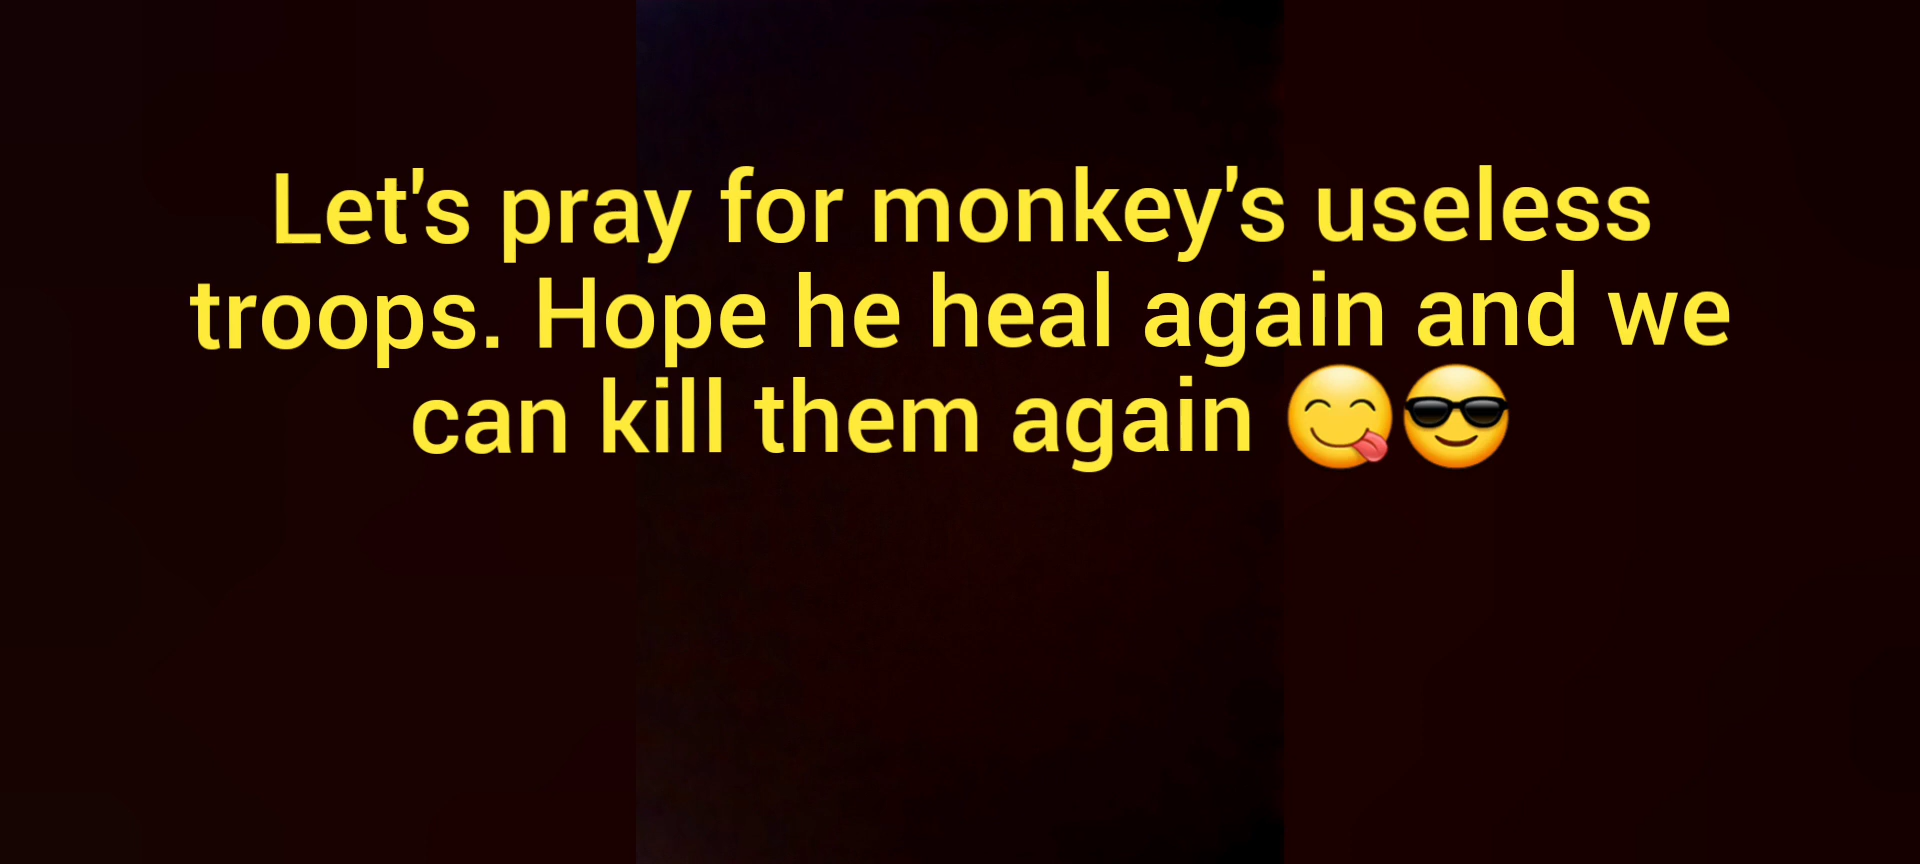 Let's pray for monkey's useless
troops. Hope he heal again and we
can kill them again 😋😎